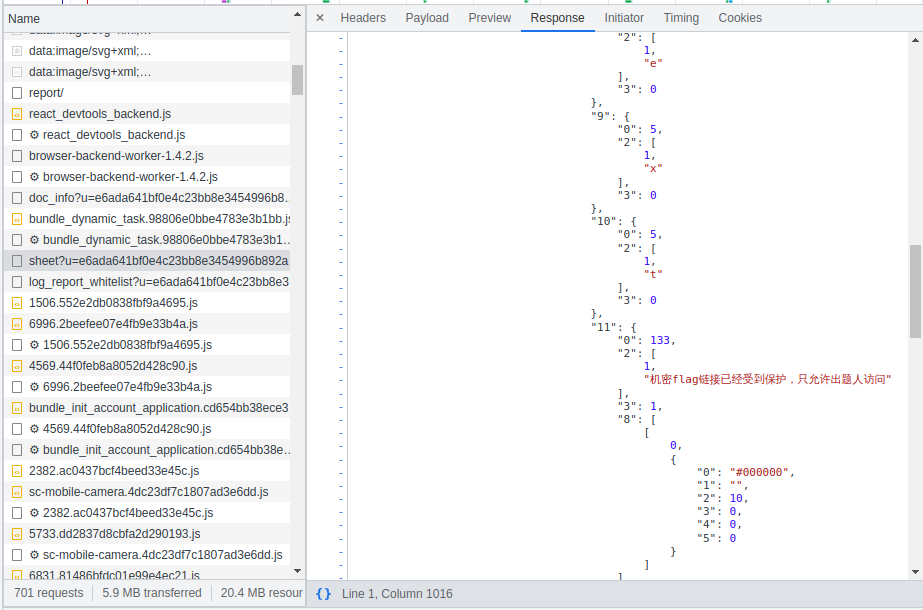 Name
× Headers Payload Preview Response Initiator Timing Cookies
data:image/svg+xml;…
data:image/svg+xml;…
data:image/svg+xml;…
report/
react_devtools_backend.js
react_devtools_backend.js
browser-backend-worker-1.4.2.js
browser-backend-worker-1.4.2.js
doc_info?u=e6ada641bf0e4c23bb8e3454996b8…
bundle_dynamic_task.98806e0bbe4783e3b1bb.js
bundle_dynamic_task.98806e0bbe4783e3b1…
sheet?u=e6ada641bf0e4c23bb8e3454996b892a
log_report_whitelist?u=e6ada641bf0e4c23bb8e3
1506.552e2db0838fbf9a4695.js
6996.2beefee07e4fb9e33b4a.js
1506.552e2db0838fbf9a4695.js
4569.44f0feb8a8052d428c90.js
6996.2beefee07e4fb9e33b4a.js
bundle_init_account_application.cd654bb38ece3
4569.44f0feb8a8052d428c90.js
bundle_init_account_application.cd654bb38e…
2382.ac0437bcf4beed33e45c.js
sc-mobile-camera.4dc23df7c1807ad3e6dd.js
2382.ac0437bcf4beed33e45c.js
5733.dd2837d8cbfa2d290193.js
sc-mobile-camera.4dc23df7c1807ad3e6dd.js
6831.81486bfdc01e99e4ec21.js
701 requests 5.9 MB transferred 20.4 MB resour
"2": [
1,
"e"
],
"3": 0
},
"9": {
"0": 5,
"2": [
1,
"x"
],
"3": 0
},
"10": {
"0": 5,
"2": [
1,
"t"
],
"3": 0
},
"11": {
"0": 133,
"2": [
1,
"机密flag链接已经受到保护，只允许出题人访问"
],
"3": 1,
"8": [
[
0,
{
"0": "#000000",
"1": "",
"2": 10,
"3": 0,
"4": 0,
"5": 0
}
]
]
{} Line 1, Column 1016